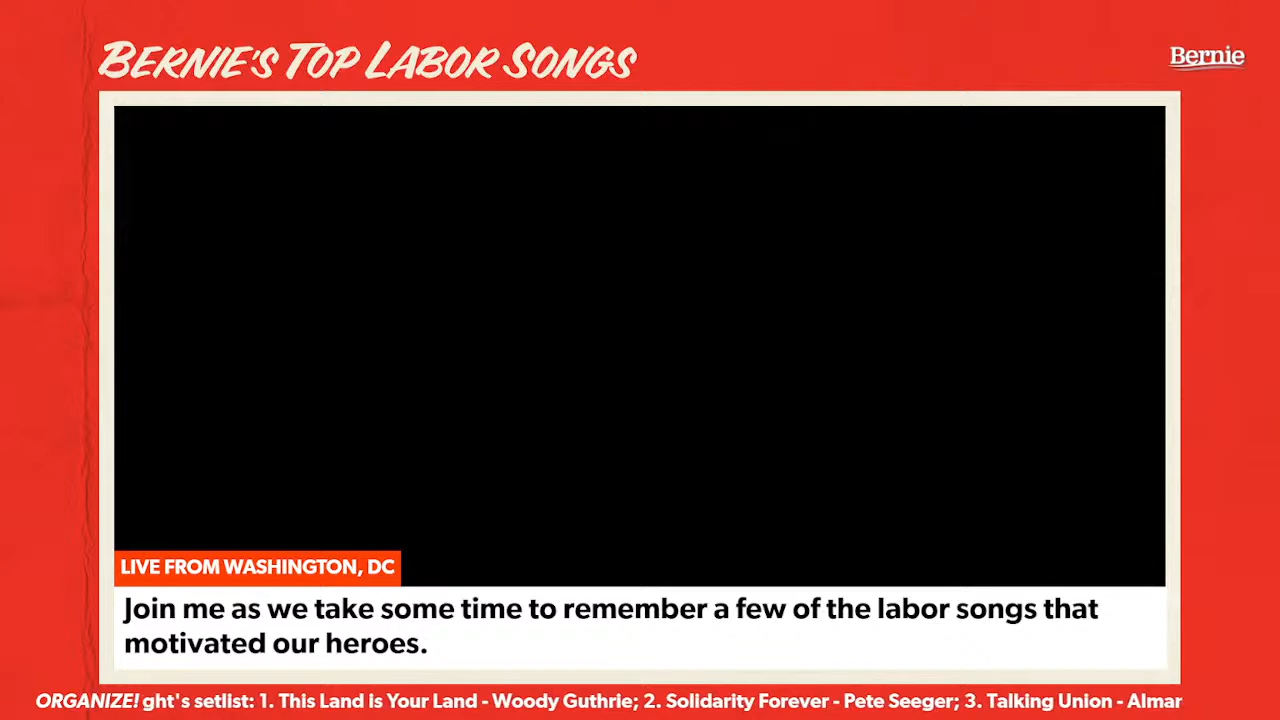 BERNIE'S TOP LABOR SONGS
Bernie
LIVE FROM WASHINGTON, DC
Join me as we take some time to remember a few of the labor songs that
motivated our heroes.
ORGANIZE! ght's setlist: 1. This Land is Your Land - Woody Guthrie; 2. Solidarity Forever - Pete Seeger; 3. Talking Union - Almar